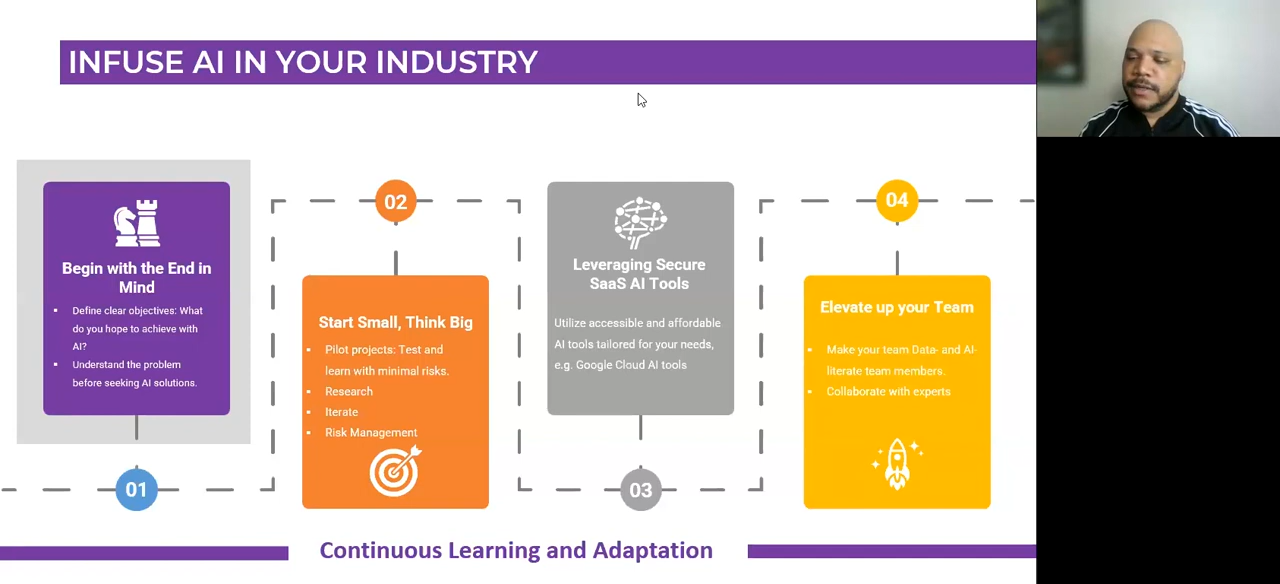 INFUSE AI IN YOUR INDUSTRY
Begin with the End in
Mind
▪ Define clear objectives: What
do you hope to achieve with
AI?
▪ Understand the problem
before seeking AI solutions.
01
02
Start Small, Think Big
▪ Pilot projects: Test and
learn with minimal risks.
▪ Research
▪ Iterate
▪ Risk Management
Leveraging Secure
SaaS AI Tools
Utilize accessible and affordable
AI tools tailored for your needs,
e.g. Google Cloud AI tools
03
04
Elevate up your Team
▪ Make your team Data- and AI-
literate team members.
▪ Collaborate with experts
Continuous Learning and Adaptation